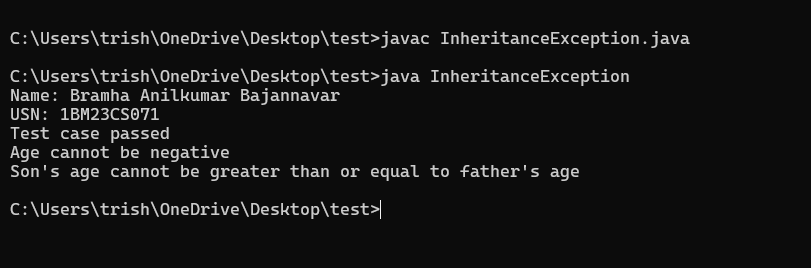 C:\Users\trish\OneDrive\Desktop\test>javac InheritanceException.java
C:\Users\trish\OneDrive\Desktop\test>java InheritanceException
Name: Bramha Anilkumar Bajannavar
USN: 1BM23CS071
Test case passed
Age cannot be negative
Son's age cannot be greater than or equal to father's age
C:\Users\trish\OneDrive\Desktop\test>